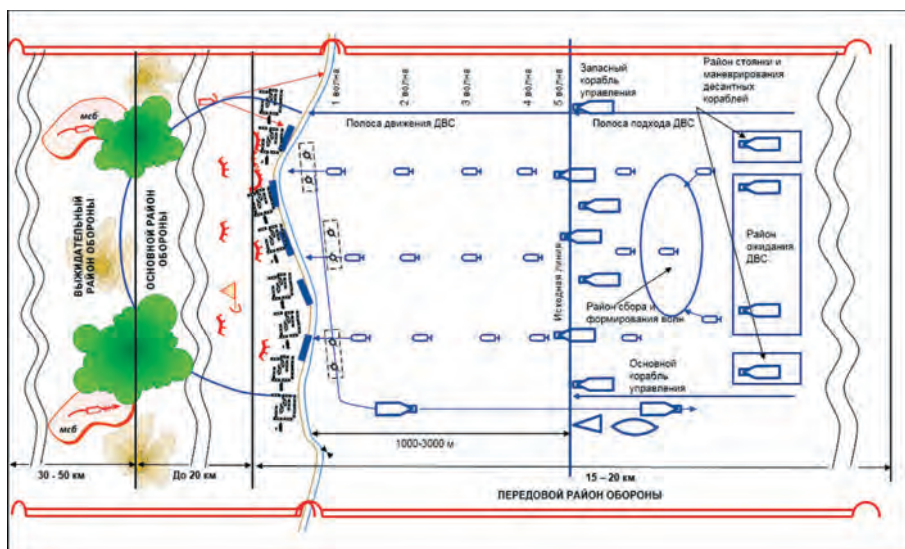 Запасный
корабль
управления
Район стоянки и
маневрирования
десантных
кораблей
1 волна
2 волна
3 волна
4 волна
5 волна
мсб
Полоса движения ДВС
Полоса подхода ДВС
ВЫЖИДАТЕЛЬНЫЙ
РАЙОН ОБОРОНЫ
ОСНОВНОЙ РАЙОН
ОБОРОНЫ
Исходная линия
Район
ожидания
ДВС
Район сбора и
формирования волн
Основной
корабль
управления
мсб
1000-3000 м
30 - 50 км
До 20 км
15 – 20 км
ПЕРЕДОВОЙ РАЙОН ОБОРОНЫ